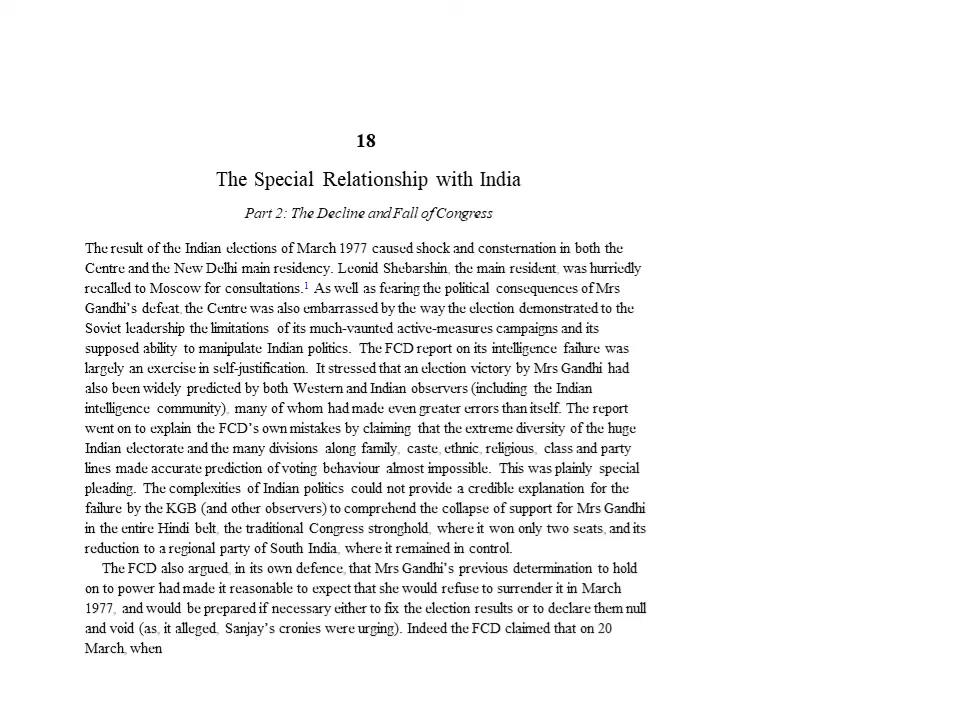 18
The Special Relationship with India
Part 2: The Decline and Fall of Congress
The result of the Indian elections of March 1977 caused shock and consternation in both the
Centre and the New Delhi main residency. Leonid Shebarshin, the main resident, was hurriedly
recalled to Moscow for consultations.1 As well as fearing the political consequences of Mrs
Gandhi’s defeat, the Centre was also embarrassed by the way the election demonstrated to the
Soviet leadership the limitations of its much-vaunted active-measures campaigns and its
supposed ability to manipulate Indian politics. The FCD report on its intelligence failure was
largely an exercise in self-justification. It stressed that an election victory by Mrs Gandhi had
also been widely predicted by both Western and Indian observers (including the Indian
intelligence community), many of whom had made even greater errors than itself. The report
went on to explain the FCD’s own mistakes by claiming that the extreme diversity of the huge
Indian electorate and the many divisions along family, caste, ethnic, religious, class and party
lines made accurate prediction of voting behaviour almost impossible. This was plainly special
pleading. The complexities of Indian politics could not provide a credible explanation for the
failure by the KGB (and other observers) to comprehend the collapse of support for Mrs Gandhi
in the entire Hindi belt, the traditional Congress stronghold, where it won only two seats, and its
reduction to a regional party of South India, where it remained in control.
The FCD also argued, in its own defence, that Mrs Gandhi’s previous determination to hold
on to power had made it reasonable to expect that she would refuse to surrender it in March
1977, and would be prepared if necessary either to fix the election results or to declare them null
and void (as, it alleged, Sanjay’s cronies were urging). Indeed the FCD claimed that on 20
March, when